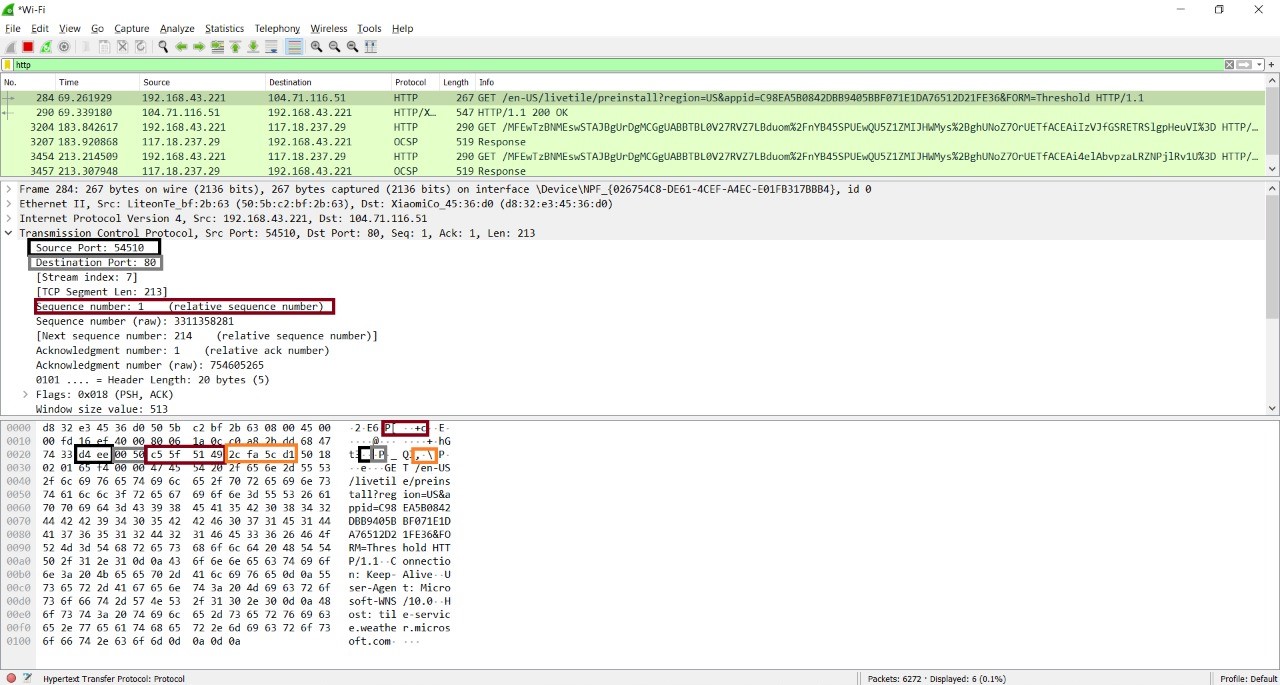 *Wi-Fi
File Edit View Go Capture Analyze Statistics Telephony Wireless Tools Help
http
No. Time Source Destination Protocol Length Info
284 69.261929 192.168.43.221 104.71.116.51 HTTP 267 GET /en-US/livetile/preinstall?region=US&appid=C98EA5B0842DBB9405BBF071E1DA76512D21FE36&FORM=Threshold HTTP/1.1
290 69.339180 104.71.116.51 192.168.43.221 HTTP/X… 547 HTTP/1.1 200 OK
3204 183.842617 192.168.43.221 117.18.237.29 HTTP 290 GET /MFEwTzBNMEswSTAJBgUrDgMCGgUABBTBL0V27RVZ7LBduom%2FnYB45SPUEwQU5Z1ZMIJHWMys%2BghUNoZ7OrUETfACEAiIzVJfGSRETRSlgpHeuVI%3D HTTP/…
3207 183.920868 117.18.237.29 192.168.43.221 OCSP 519 Response
3454 213.214509 192.168.43.221 117.18.237.29 HTTP 290 GET /MFEwTzBNMEswSTAJBgUrDgMCGgUABBTBL0V27RVZ7LBduom%2FnYB45SPUEwQU5Z1ZMIJHWMys%2BghUNoZ7OrUETfACEAi4elAbvpzaLRZNPjlRv1U%3D HTTP/…
3457 213.307948 117.18.237.29 192.168.43.221 OCSP 519 Response
Frame 284: 267 bytes on wire (2136 bits), 267 bytes captured (2136 bits) on interface \Device\NPF_{026754C8-DE61-4CEF-A4EC-E01FB317BBB4}, id 0
Ethernet II, Src: LiteonTe_bf:2b:63 (50:5b:c2:bf:2b:63), Dst: XiaomiCo_45:36:d0 (d8:32:e3:45:36:d0)
Internet Protocol Version 4, Src: 192.168.43.221, Dst: 104.71.116.51
Transmission Control Protocol, Src Port: 54510, Dst Port: 80, Seq: 1, Ack: 1, Len: 213
Source Port: 54510
Destination Port: 80
[Stream index: 7]
[TCP Segment Len: 213]
Sequence number: 1 (relative sequence number)
Sequence number (raw): 3311358281
[Next sequence number: 214 (relative sequence number)]
Acknowledgment number: 1 (relative ack number)
Acknowledgment number (raw): 754605265
0101 .... = Header Length: 20 bytes (5)
Flags: 0x018 (PSH, ACK)
Window size value: 513
0000 d8 32 e3 45 36 d0 50 5b c2 bf 2b 63 08 00 45 00 ·2·E6·P[ ··+c··E·
0010 00 fd 16 ef 40 00 80 06 1a 0c c0 a8 2b dd 68 47 ····@··· ····+·hG
0020 74 33 d4 ee 00 50 c5 5f 51 49 2c fa 5c d1 50 18 t3···P·_ QI,·\·P·
0030 02 01 65 f4 00 00 47 45 54 20 2f 65 6e 2d 55 53 ··e···GE T /en-US
0040 2f 6c 69 76 65 74 69 6c 65 2f 70 72 65 69 6e 73 /livetil e/preins
0050 74 61 6c 6c 3f 72 65 67 69 6f 6e 3d 55 53 26 61 tall?reg ion=US&a
0060 70 70 69 64 3d 43 39 38 45 41 35 42 30 38 34 32 ppid=C98 EA5B0842
0070 44 42 42 39 34 30 35 42 42 46 30 37 31 45 31 44 DBB9405B BF071E1D
0080 41 37 36 35 31 32 44 32 31 46 45 33 36 26 46 4f A76512D2 1FE36&FO
0090 52 4d 3d 54 68 72 65 73 68 6f 6c 64 20 48 54 54 RM=Thres hold HTT
00a0 50 2f 31 2e 31 0d 0a 43 6f 6e 6e 65 63 74 69 6f P/1.1··C onnectio
00b0 6e 3a 20 4b 65 65 70 2d 41 6c 69 76 65 0d 0a 55 n: Keep- Alive··U
00c0 73 65 72 2d 41 67 65 6e 74 3a 20 4d 69 63 72 6f ser-Agen t: Micro
00d0 73 6f 66 74 2d 57 4e 53 2f 31 30 2e 30 0d 0a 48 soft-WNS /10.0··H
00e0 6f 73 74 3a 20 74 69 6c 65 2d 73 65 72 76 69 63 ost: til e-servic
00f0 65 2e 77 65 61 74 68 65 72 2e 6d 69 63 72 6f 73 e.weathe r.micros
0100 6f 66 74 2e 63 6f 6d 0d 0a 0d 0a oft.com· ···
Hypertext Transfer Protocol: Protocol
Packets: 6272 · Displayed: 6 (0.1%)
Profile: Default